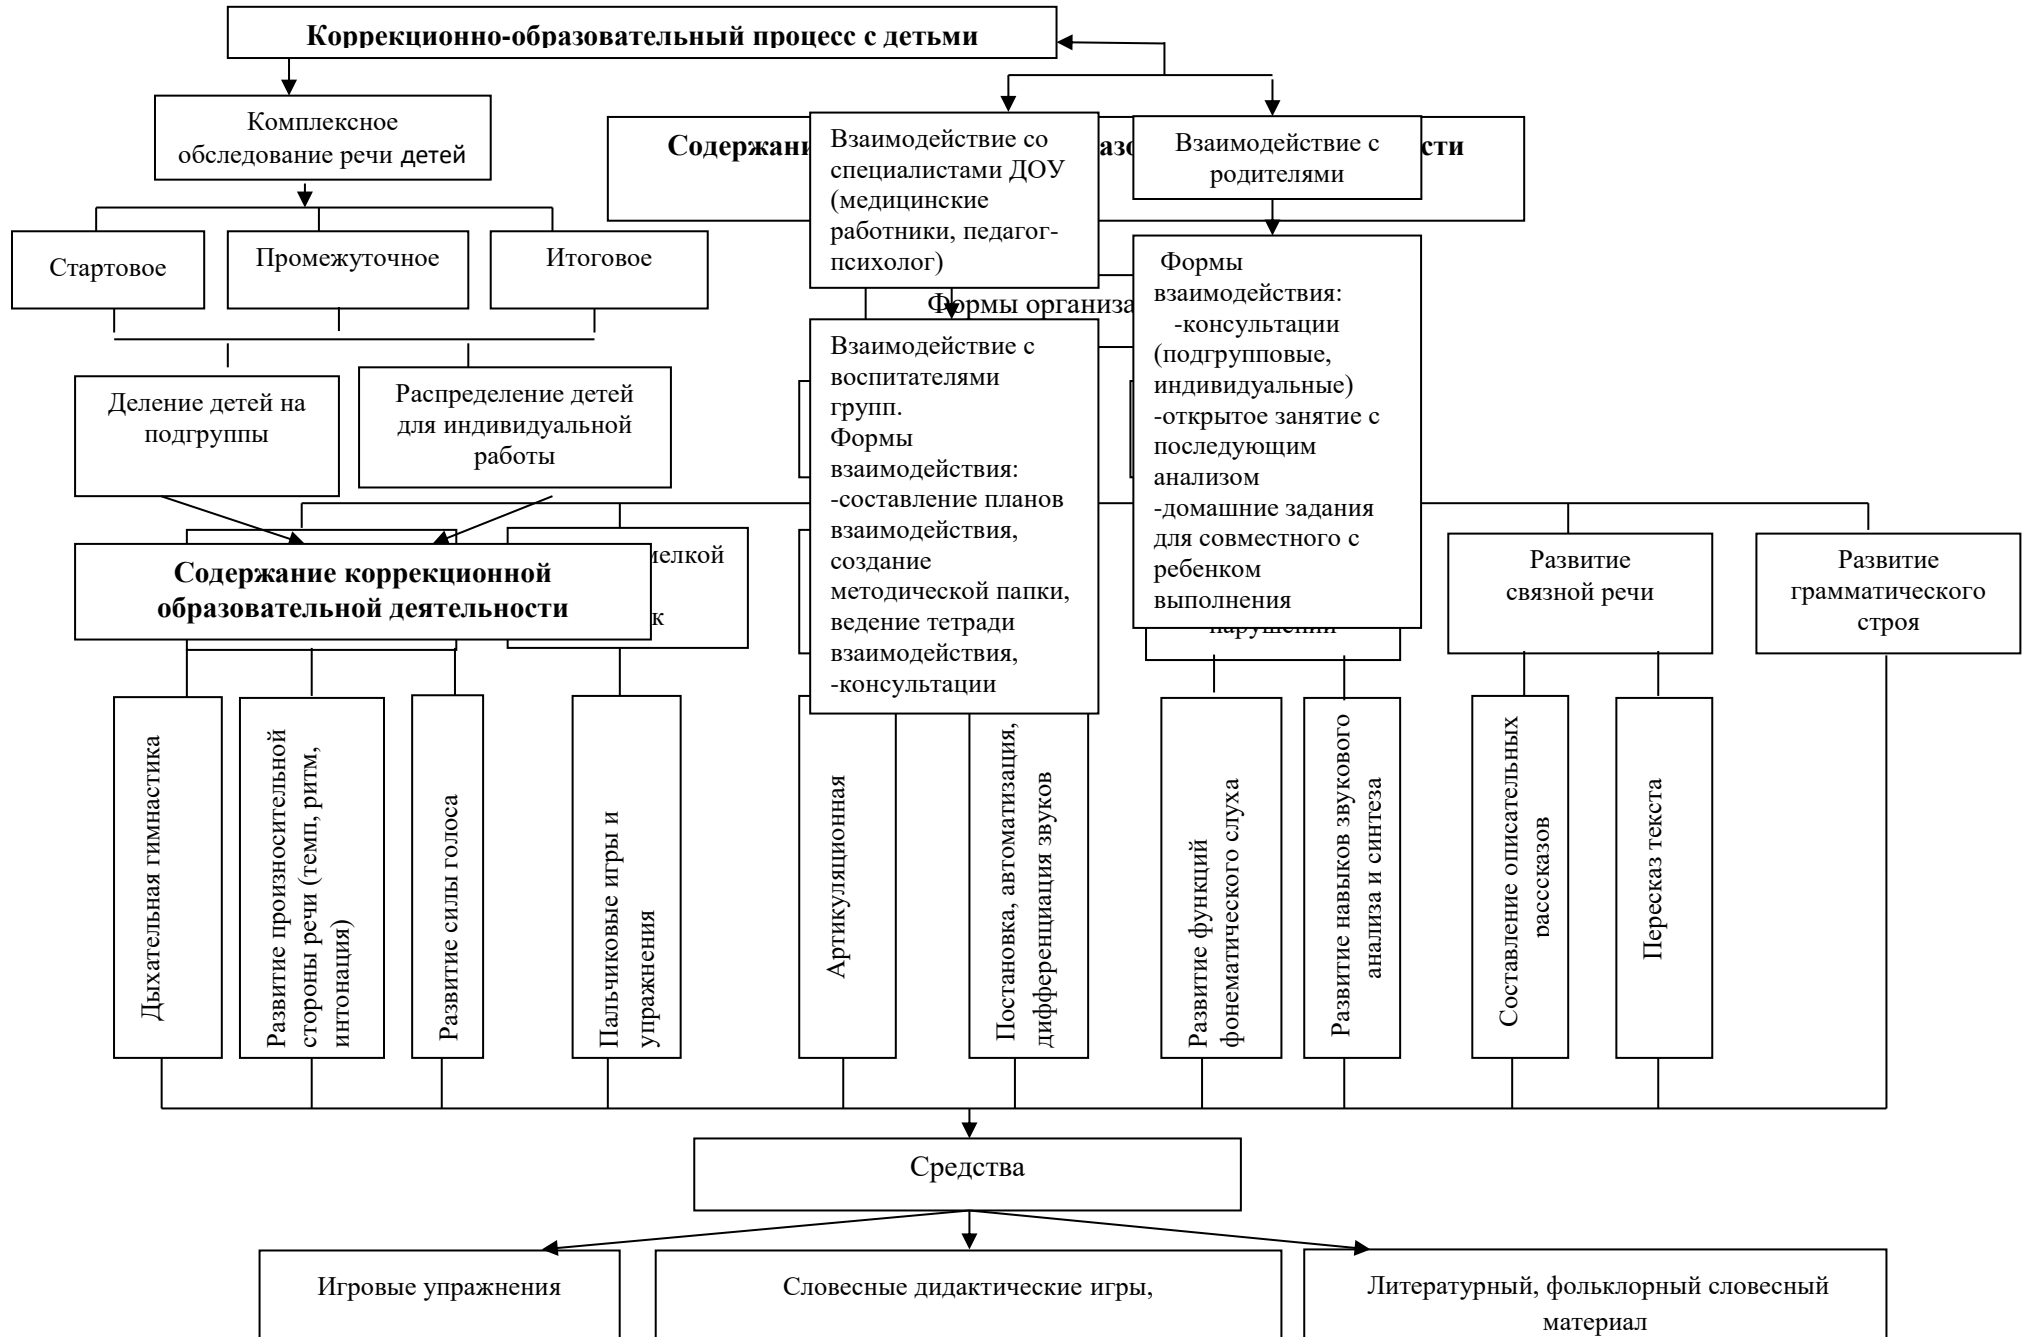 Коррекционно-образовательный процесс с детьми
Комплексное
обследование речи детей
Взаимодействие со
специалистами ДОУ
(медицинские
работники, педагог-
психолог)
Взаимодействие с
родителями
Стартовое
Промежуточное
Итоговое
Формы
Формы
взаимодействия:
-консультации
(подгрупповые,
индивидуальные)
-открытое занятие с
последующим
анализом
-домашние задания
для совместного с
ребенком
выполнения
Взаимодействие с
воспитателями
групп.
Формы
взаимодействия:
-составление планов
взаимодействия,
создание
методической папки,
ведение тетради
взаимодействия,
-консультации
Деление детей на
подгруппы
Распределение детей
для индивидуальной
работы
Содержание коррекционной
образовательной деятельности
мелкой
Развитие
связной речи
Развитие
грамматического
строя
Дыхательная гимнастика
Развитие произносительной
стороны речи (темп, ритм,
интонация)
Развитие силы голоса
Пальчиковые игры и
упражнения
Артикуляционная
Постановка, автоматизация,
дифференциация звуков
Развитие функций
фонематического слуха
Развитие навыков звукового
анализа и синтеза
Составление описательных
расссказов
Пересказ текста
Средства
Игровые упражнения
Словесные дидактические игры,
Литературный, фольклорный словесный
материал